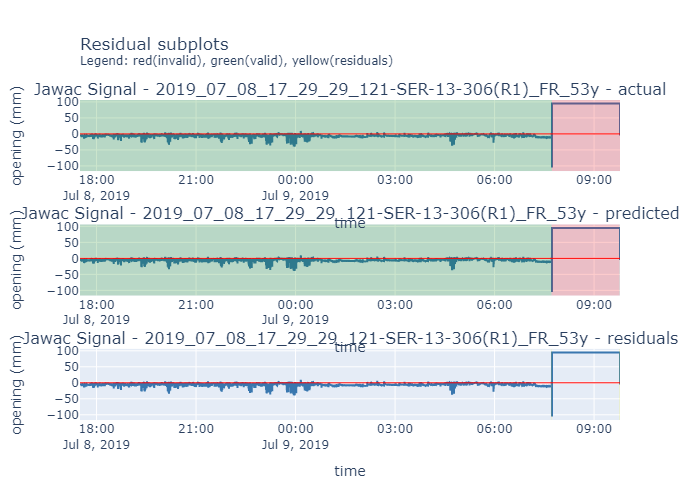 Residual subplots
Legend: red(invalid), green(valid), yellow(residuals)
Jawac Signal - 2019_07_08_17_29_29_121-SER-13-306(R1)_FR_53y - actual
opening (mm)
100
50
0
−50
−100
18:00 21:00 00:00 03:00 06:00 09:00
Jul 8, 2019 Jul 9, 2019
time
Jawac Signal - 2019_07_08_17_29_29_121-SER-13-306(R1)_FR_53y - predicted
opening (mm)
100
50
0
−50
−100
18:00 21:00 00:00 03:00 06:00 09:00
Jul 8, 2019 Jul 9, 2019
time
Jawac Signal - 2019_07_08_17_29_29_121-SER-13-306(R1)_FR_53y - residuals
opening (mm)
100
50
0
−50
−100
18:00 21:00 00:00 03:00 06:00 09:00
Jul 8, 2019 Jul 9, 2019
time